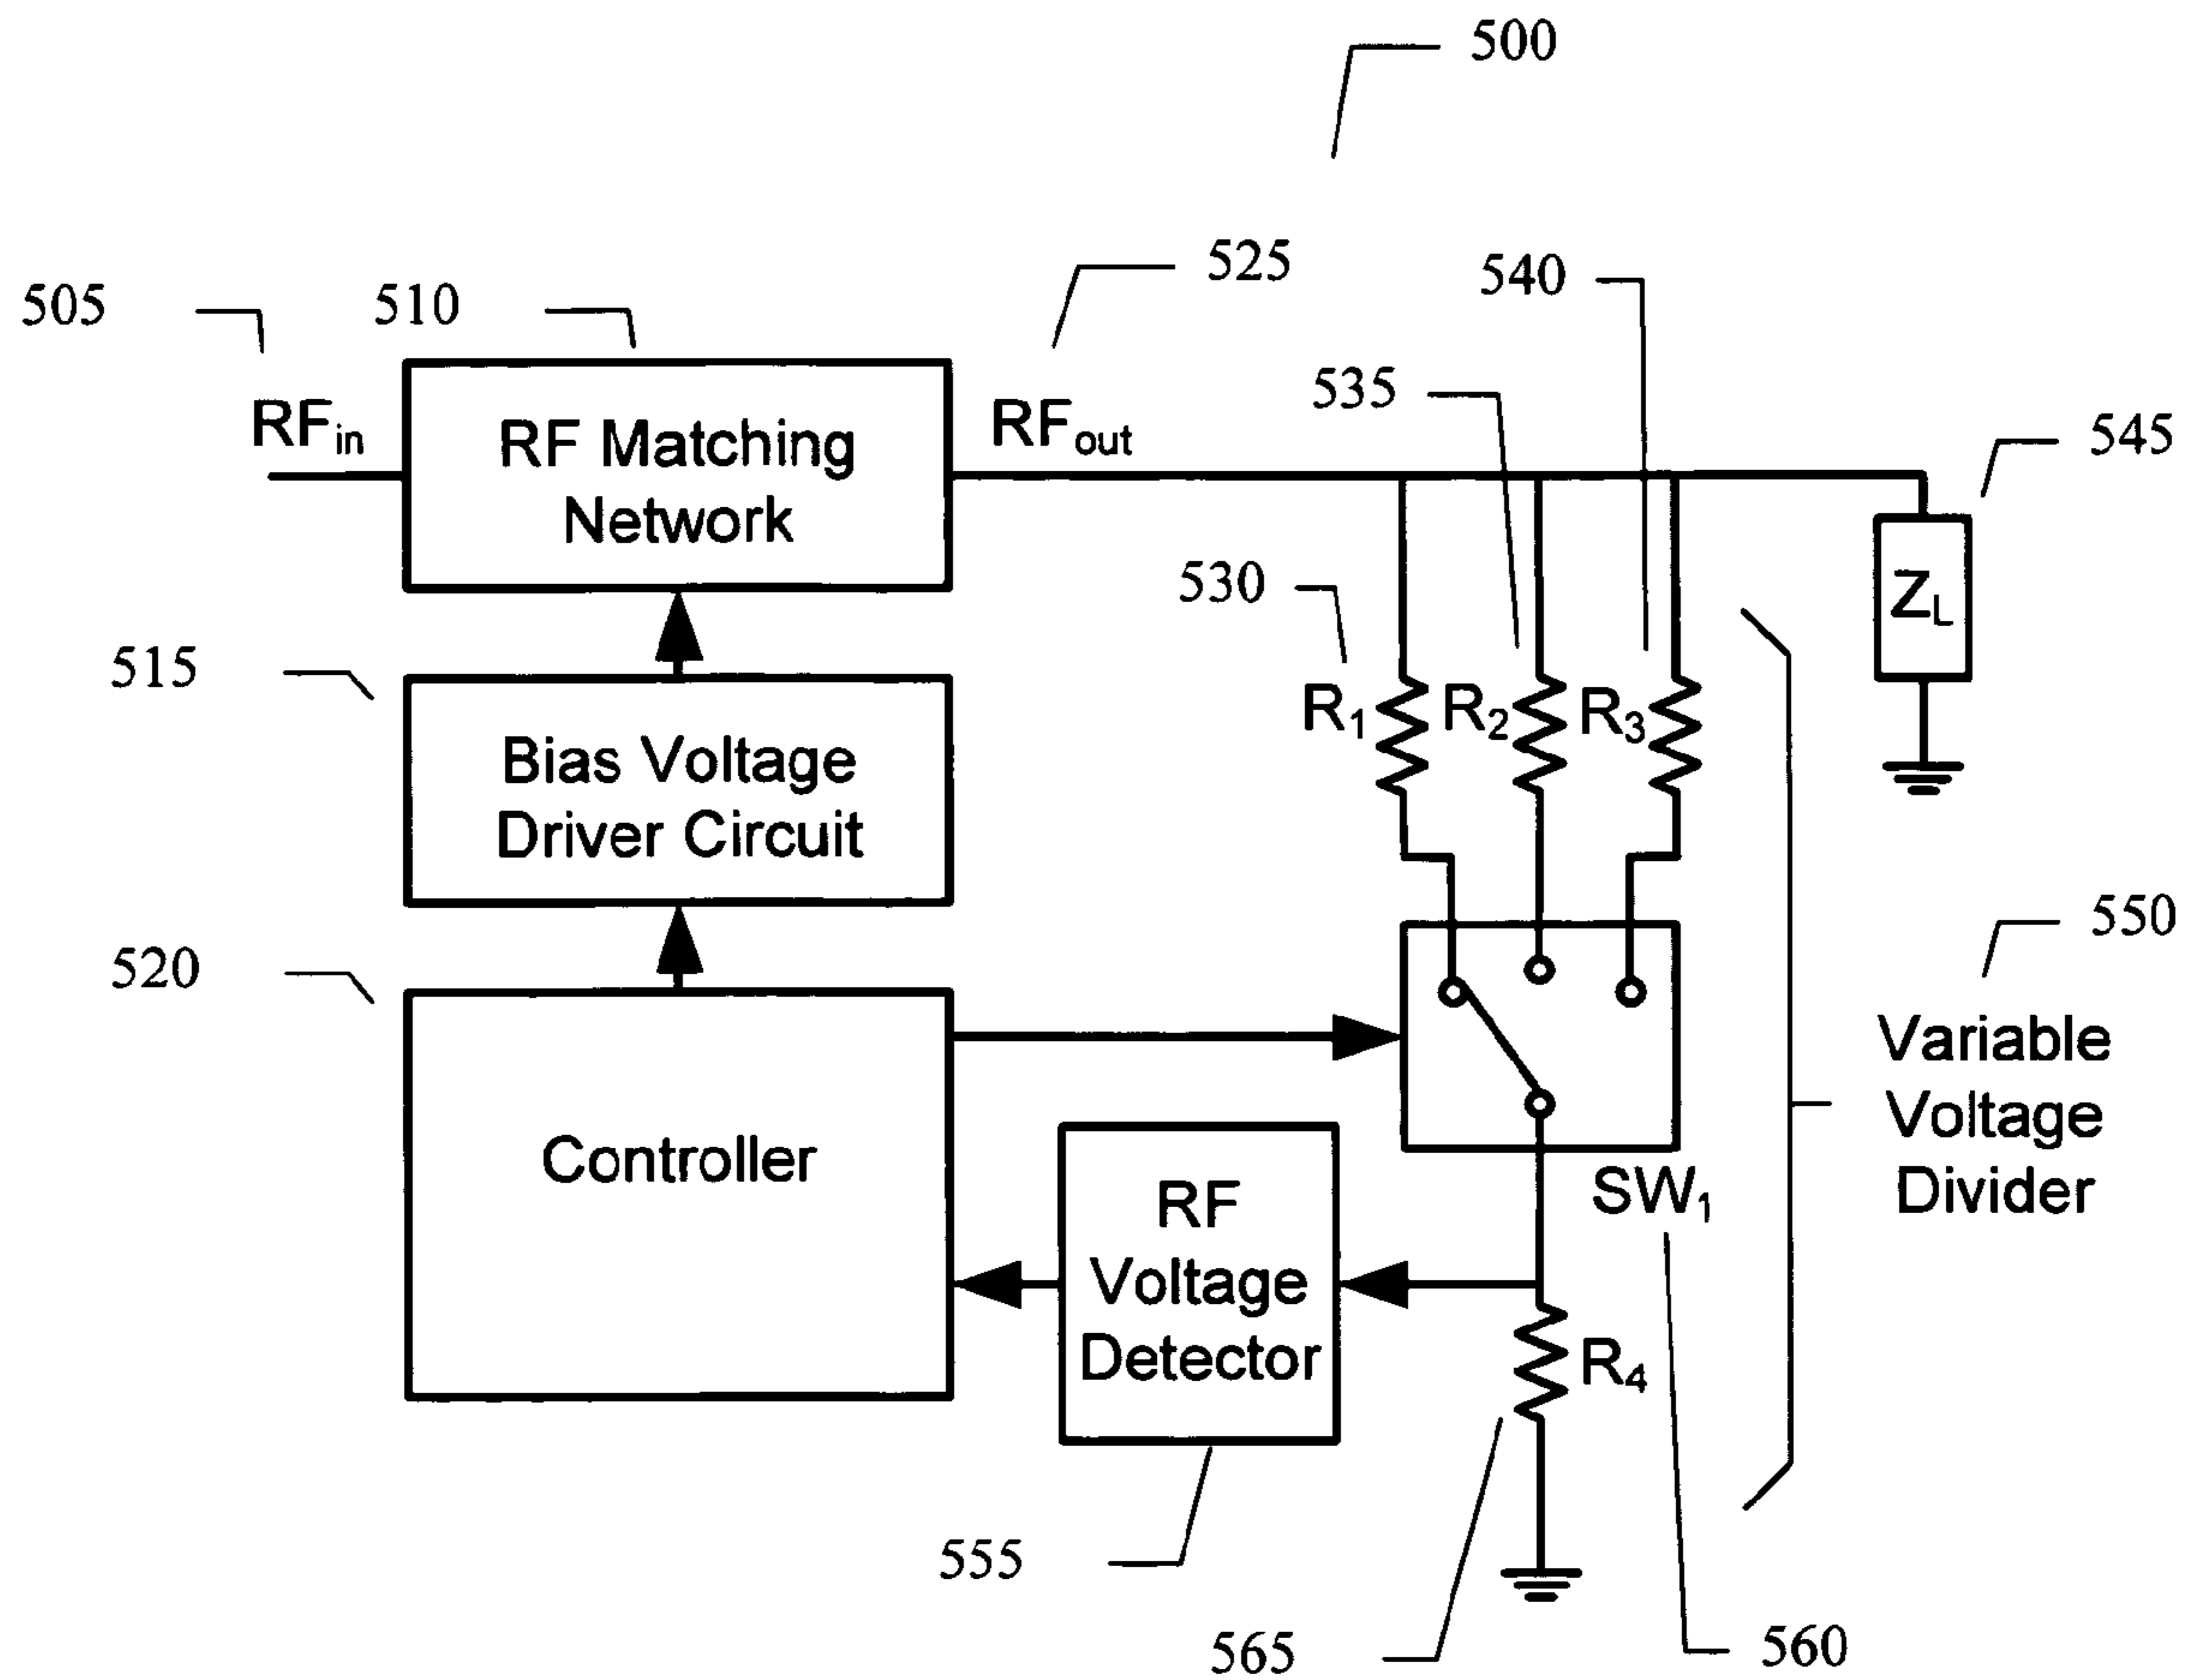 500
525
540
505
510
535
545
RFin
RFout
RF Matching
Network
530
ZL
515
R1
R2
R3
Bias Voltage
Driver Circuit
550
520
Variable
Voltage
Divider
Controller
SW1
RF
Voltage
Detector
R4
555
565
560